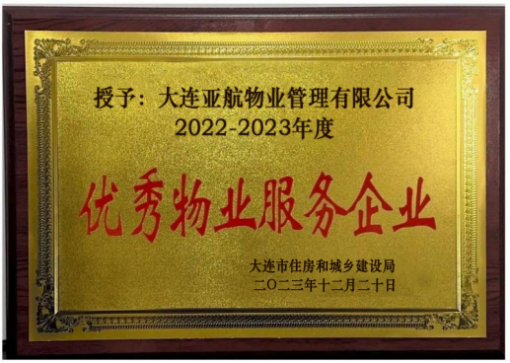 授予：大连亚航物业管理有限公司
2022-2023年度
优秀物业服务企业
大连市住房和城乡建设局
二〇二三年十二月二十日